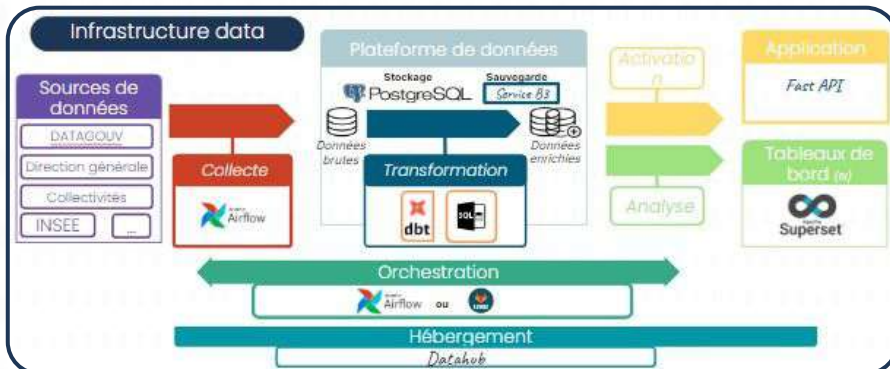 Infrastructure data
Sources de
données
DATAGOUV
Direction générale
Collectivités
INSEE
...
Collecte
Airflow
Plateforme de données
Stockage
PostgreSQL
Sauvegarde
Service B3
Données
brutes
Transformation
dbt
SQL
Données
enrichies
Activatio
n
Analyse
Application
Fast API
Tableaux de
bord
Superset
Orchestration
Airflow ou
Hébergement
Datahub